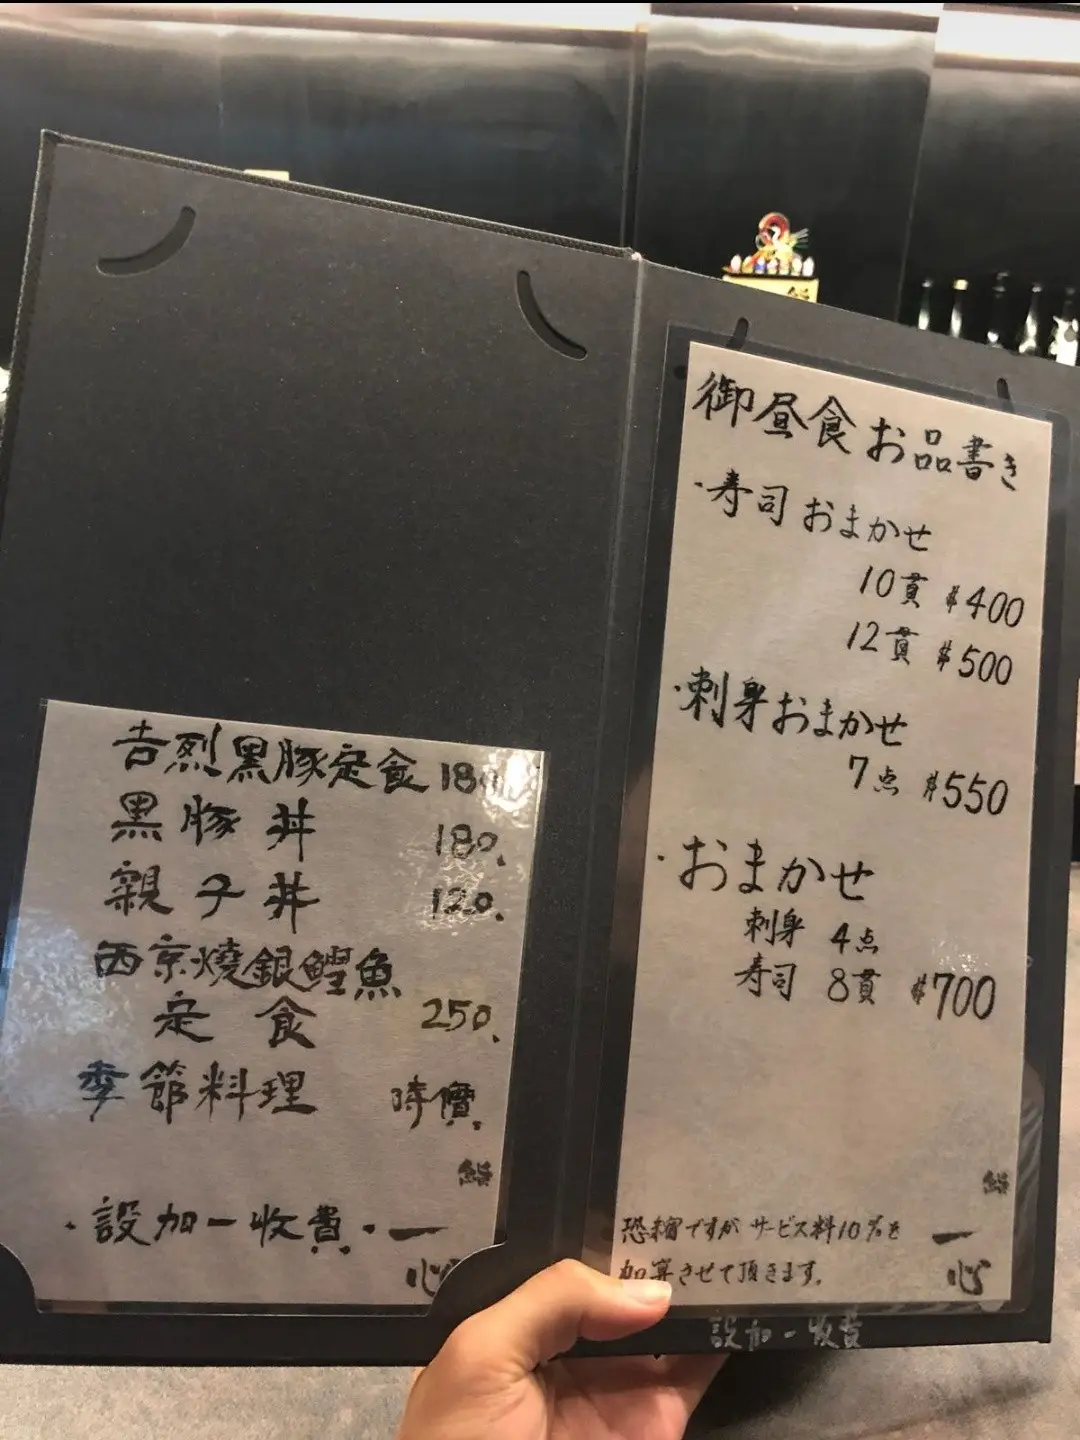 吉烈黑豚定食 180.
黑豚丼 180.
親子丼 120.
西京燒銀鱈魚
定食 250.
季節料理 時價.
鮨
・設加一收費・一
心
御昼食お品書き
・寿司おまかせ
10貫 $400
12貫 $500
・刺身おまかせ
7点 $550
・おまかせ
刺身 4点
寿司 8貫 $700
鮨
恐縮ですが サービス料10%を 一
加算させて頂きます。 心
設加一收費